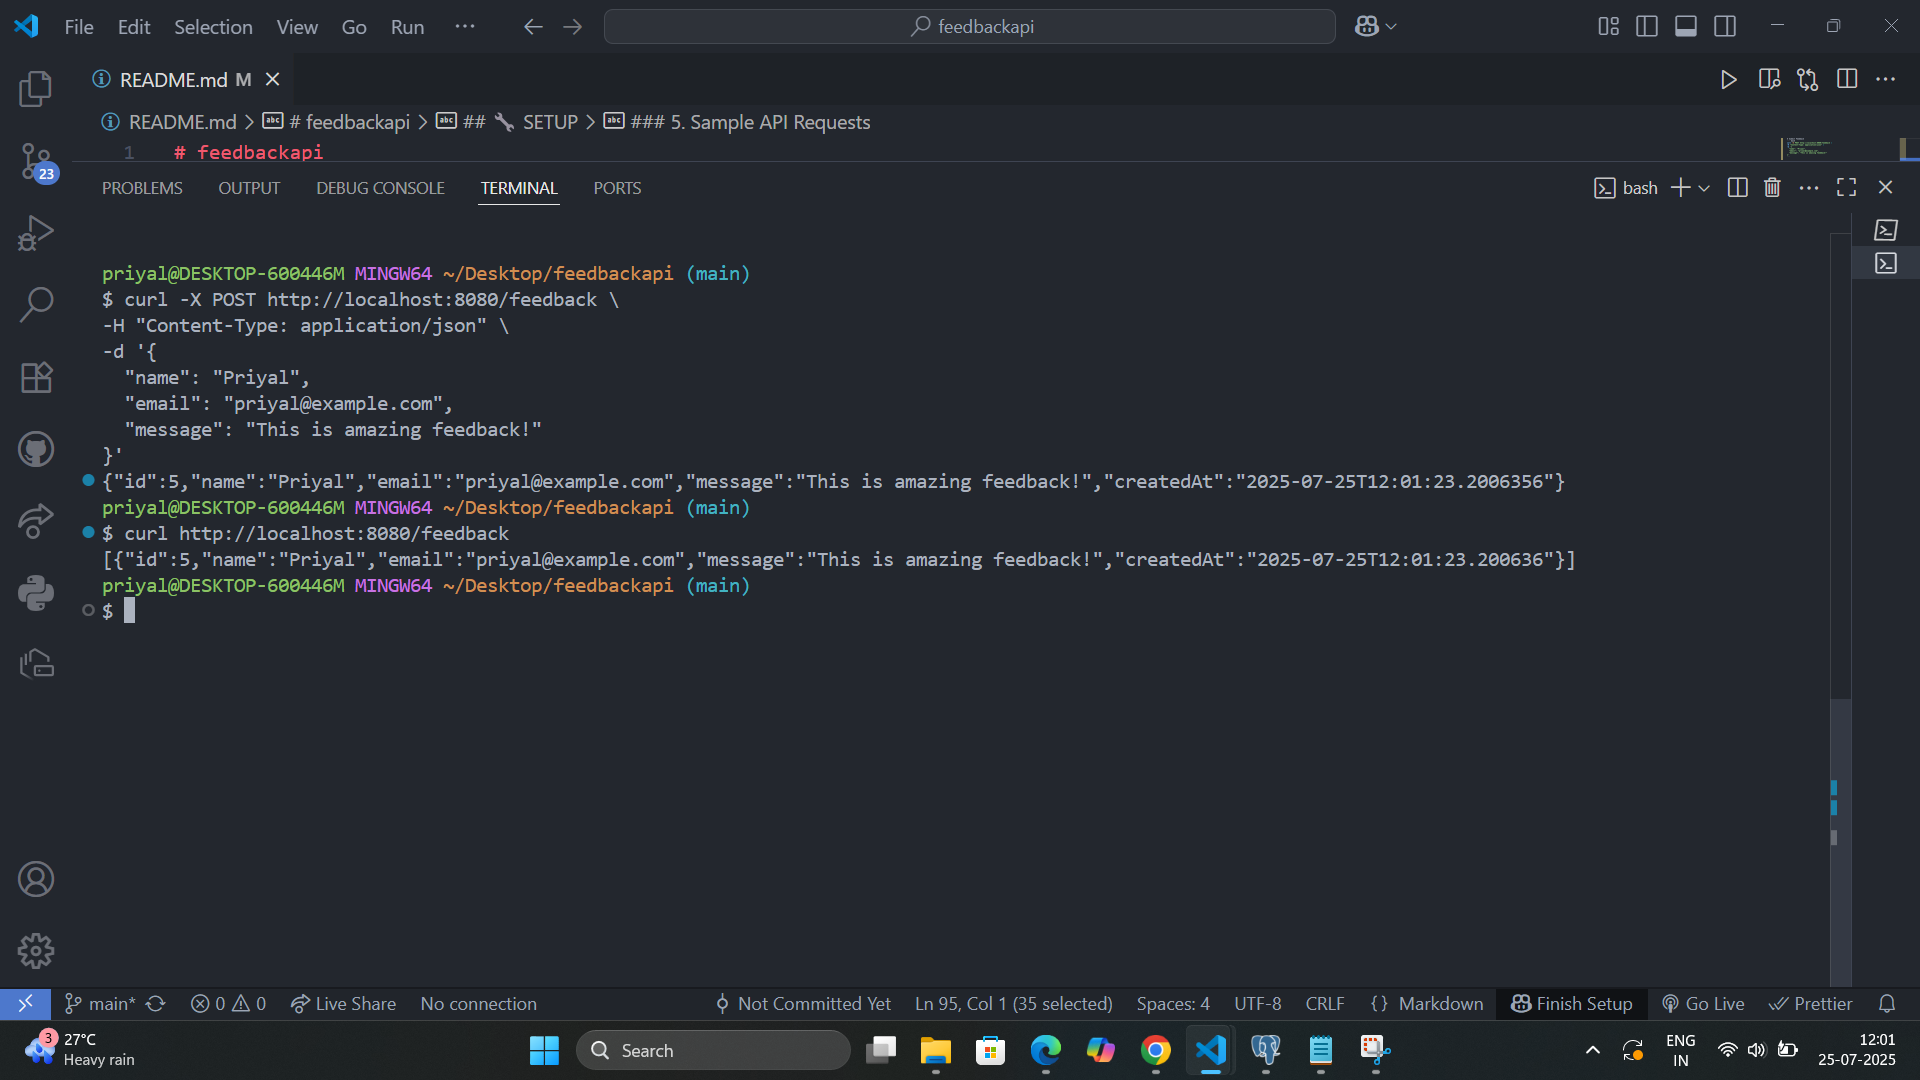 File Edit Selection View Go Run ··· feedbackapi
README.md M
README.md > # feedbackapi > ## SETUP > ### 5. Sample API Requests
1 # feedbackapi
PROBLEMS OUTPUT DEBUG CONSOLE TERMINAL PORTS bash
priyal@DESKTOP-600446M MINGW64 ~/Desktop/feedbackapi (main)
$ curl -X POST http://localhost:8080/feedback \
-H "Content-Type: application/json" \
-d '{
"name": "Priyal",
"email": "priyal@example.com",
"message": "This is amazing feedback!"
}'
{"id":5,"name":"Priyal","email":"priyal@example.com","message":"This is amazing feedback!","createdAt":"2025-07-25T12:01:23.2006356"}
priyal@DESKTOP-600446M MINGW64 ~/Desktop/feedbackapi (main)
$ curl http://localhost:8080/feedback
[{"id":5,"name":"Priyal","email":"priyal@example.com","message":"This is amazing feedback!","createdAt":"2025-07-25T12:01:23.200636"}]
priyal@DESKTOP-600446M MINGW64 ~/Desktop/feedbackapi (main)
$
23
main* 0 0 Live Share No connection Not Committed Yet Ln 95, Col 1 (35 selected) Spaces: 4 UTF-8 CRLF {} Markdown Finish Setup Go Live Prettier
3 27°C
Heavy rain
Search
ENG
IN
12:01
25-07-2025